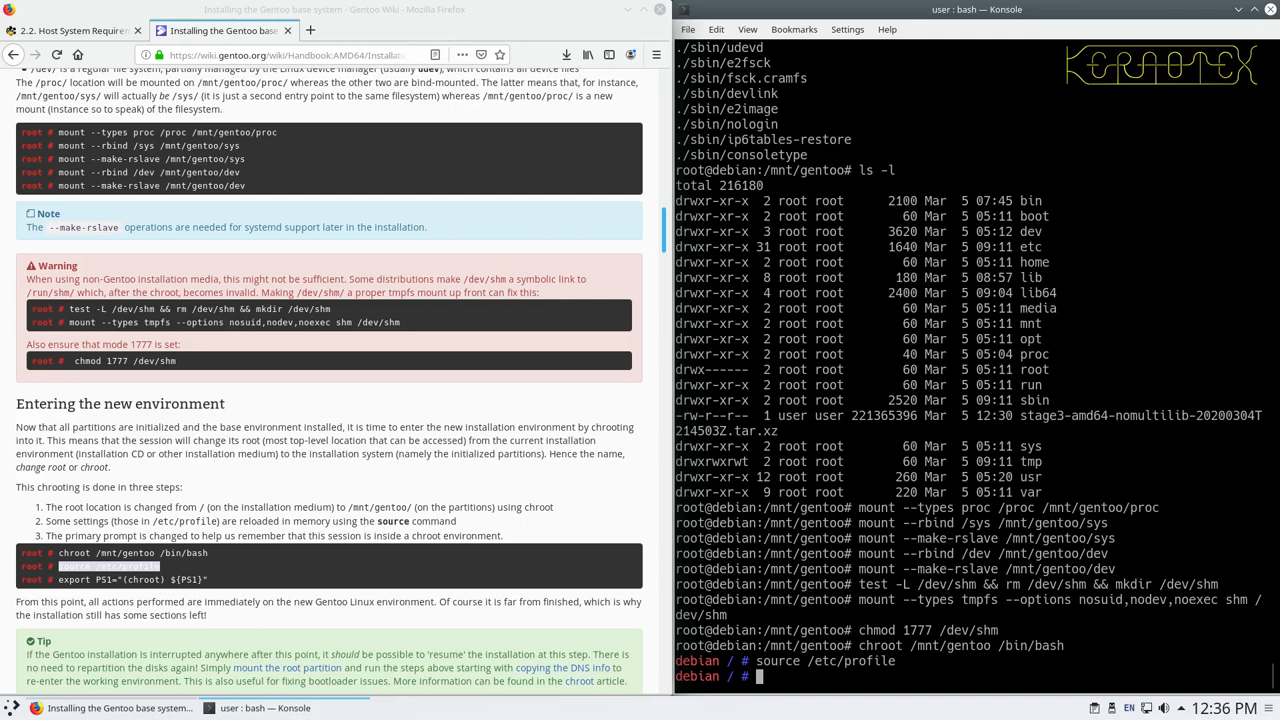 Installing the Gentoo base system - Gentoo Wiki - Mozilla Firefox
2.2. Host System Requirem
Installing the Gentoo base
https://wiki.gentoo.org/wiki/Handbook:AMD64/Installat
/dev/ is a regular file system, partially managed by the Linux device manager (usually udev), which contains all device files
The /proc/ location will be mounted on /mnt/gentoo/proc/ whereas the other two are bind-mounted. The latter means that, for instance,
/mnt/gentoo/sys/ will actually be /sys/ (it is just a second entry point to the same filesystem) whereas /mnt/gentoo/proc/ is a new
mount (instance so to speak) of the filesystem.
root # mount --types proc /proc /mnt/gentoo/proc
root # mount --rbind /sys /mnt/gentoo/sys
root # mount --make-rslave /mnt/gentoo/sys
root # mount --rbind /dev /mnt/gentoo/dev
root # mount --make-rslave /mnt/gentoo/dev
Note
The --make-rslave operations are needed for systemd support later in the installation.
Warning
When using non-Gentoo installation media, this might not be sufficient. Some distributions make /dev/shm a symbolic link to
/run/shm/ which, after the chroot, becomes invalid. Making /dev/shm/ a proper tmpfs mount up front can fix this:
root # test -L /dev/shm && rm /dev/shm && mkdir /dev/shm
root # mount --types tmpfs --options nosuid,nodev,noexec shm /dev/shm
Also ensure that mode 1777 is set:
root # chmod 1777 /dev/shm
Entering the new environment
Now that all partitions are initialized and the base environment installed, it is time to enter the new installation environment by chrooting
into it. This means that the session will change its root (most top-level location that can be accessed) from the current installation
environment (installation CD or other installation medium) to the installation system (namely the initialized partitions). Hence the name,
change root or chroot.
This chrooting is done in three steps:
1. The root location is changed from / (on the installation medium) to /mnt/gentoo/ (on the partitions) using chroot
2. Some settings (those in /etc/profile) are reloaded in memory using the source command
3. The primary prompt is changed to help us remember that this session is inside a chroot environment.
root # chroot /mnt/gentoo /bin/bash
root # source /etc/profile
root # export PS1="(chroot) ${PS1}"
From this point, all actions performed are immediately on the new Gentoo Linux environment. Of course it is far from finished, which is why
the installation still has some sections left!
Tip
If the Gentoo installation is interrupted anywhere after this point, it should be possible to 'resume' the installation at this step. There is
no need to repartition the disks again! Simply mount the root partition and run the steps above starting with copying the DNS info to
re-enter the working environment. This is also useful for fixing bootloader issues. More information can be found in the chroot article.
user : bash — Konsole
File Edit View Bookmarks Settings Help
KERNOTEX
./sbin/udevd
./sbin/e2fsck
./sbin/fsck.cramfs
./sbin/devlink
./sbin/e2image
./sbin/nologin
./sbin/ip6tables-restore
./sbin/consoletype
root@debian:/mnt/gentoo# ls -l
total 216180
drwxr-xr-x 2 root root 2100 Mar 5 07:45 bin
drwxr-xr-x 2 root root 60 Mar 5 05:11 boot
drwxr-xr-x 3 root root 3620 Mar 5 05:12 dev
drwxr-xr-x 31 root root 1640 Mar 5 09:11 etc
drwxr-xr-x 2 root root 60 Mar 5 05:11 home
drwxr-xr-x 8 root root 180 Mar 5 08:57 lib
drwxr-xr-x 4 root root 2400 Mar 5 09:04 lib64
drwxr-xr-x 2 root root 60 Mar 5 05:11 media
drwxr-xr-x 2 root root 60 Mar 5 05:11 mnt
drwxr-xr-x 2 root root 60 Mar 5 05:11 opt
drwxr-xr-x 2 root root 40 Mar 5 05:04 proc
drwx------ 2 root root 60 Mar 5 05:11 root
drwxr-xr-x 2 root root 60 Mar 5 05:11 run
drwxr-xr-x 2 root root 2520 Mar 5 09:11 sbin
-rw-r--r-- 1 user user 221365396 Mar 5 12:30 stage3-amd64-nomultilib-20200304T
214503Z.tar.xz
drwxr-xr-x 2 root root 60 Mar 5 05:11 sys
drwxrwxrwt 2 root root 60 Mar 5 09:11 tmp
drwxr-xr-x 12 root root 260 Mar 5 05:20 usr
drwxr-xr-x 9 root root 220 Mar 5 05:11 var
root@debian:/mnt/gentoo# mount --types proc /proc /mnt/gentoo/proc
root@debian:/mnt/gentoo# mount --rbind /sys /mnt/gentoo/sys
root@debian:/mnt/gentoo# mount --make-rslave /mnt/gentoo/sys
root@debian:/mnt/gentoo# mount --rbind /dev /mnt/gentoo/dev
root@debian:/mnt/gentoo# mount --make-rslave /mnt/gentoo/dev
root@debian:/mnt/gentoo# test -L /dev/shm && rm /dev/shm && mkdir /dev/shm
root@debian:/mnt/gentoo# mount --types tmpfs --options nosuid,nodev,noexec shm /
dev/shm
root@debian:/mnt/gentoo# chmod 1777 /dev/shm
root@debian:/mnt/gentoo# chroot /mnt/gentoo /bin/bash
debian / # source /etc/profile
debian / #
Installing the Gentoo base system...
user : bash — Konsole
EN
12:36 PM